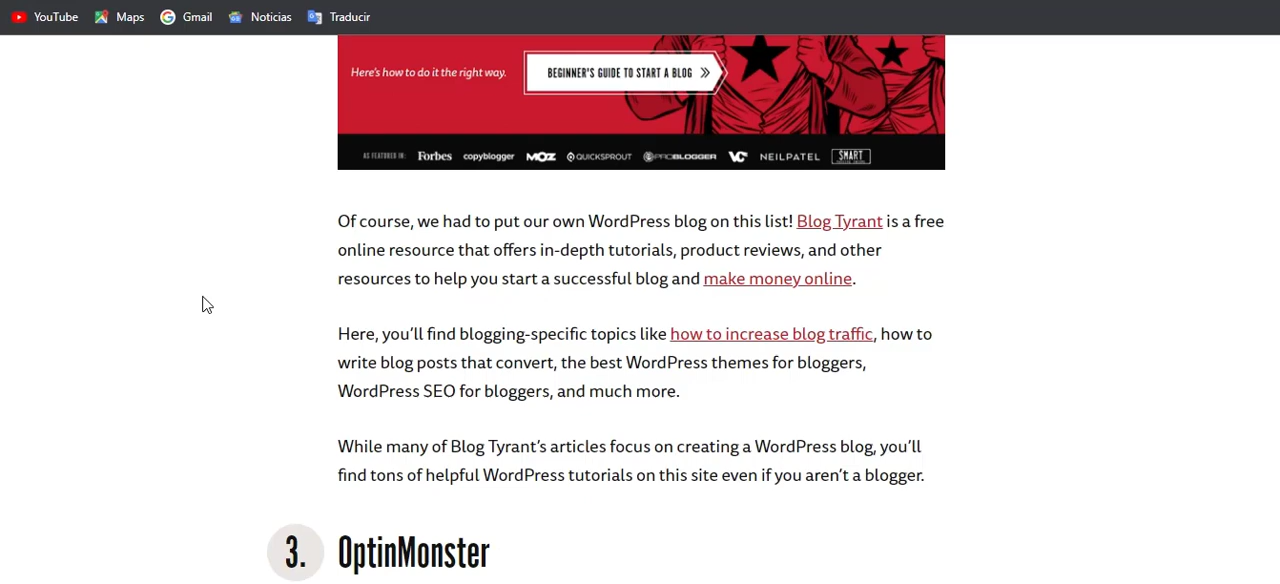 YouTube Maps Gmail Noticias Traducir
Here's how to do it the right way. BEGINNER'S GUIDE TO START A BLOG »
AS FEATURED IN: Forbes copyblogger MOZ QUICKSPROUT PROBLOGGER VC NEILPATEL SMART
Of course, we had to put our own WordPress blog on this list! Blog Tyrant is a free
online resource that offers in-depth tutorials, product reviews, and other
resources to help you start a successful blog and make money online.
Here, you’ll find blogging-specific topics like how to increase blog traffic, how to
write blog posts that convert, the best WordPress themes for bloggers,
WordPress SEO for bloggers, and much more.
While many of Blog Tyrant’s articles focus on creating a WordPress blog, you’ll
find tons of helpful WordPress tutorials on this site even if you aren’t a blogger.
3. OptinMonster